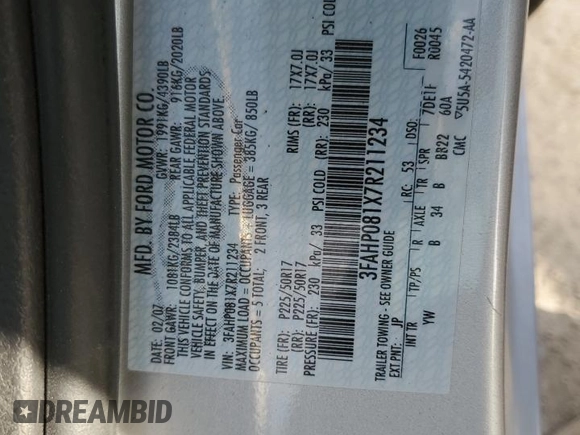 MFD. BY FORD MOTOR CO.
DATE: 02/07 GVWR: 1991KG/4390LB
FRONT GAWR: 1081KG/2384LB REAR GAWR: 916KG/2020LB
THIS VEHICLE CONFORMS TO ALL APPLICABLE FEDERAL MOTOR
VEHICLE SAFETY, BUMPER, AND THEFT PREVENTION STANDARDS
IN EFFECT ON THE DATE OF MANUFACTURE SHOWN ABOVE.
VIN: 3FAHP081X7R211234 TYPE: Passenger Car
MAXIMUM LOAD = OCCUPANTS + LUGGAGE = 385KG/ 850LB
OCCUPANTS = 5 TOTAL; 2 FRONT, 3 REAR
TIRE (FR): P225/50R17 RIMS (FR): 17X7.0J
(RR): P225/50R17 (RR): 17X7.0J
PRESSURE (FR): 230 kPa/ 33 PSI COLD (RR): 230 kPa/ 33 PSI COLD
3FAHP081X7R211234
TRAILER TOWING - SEE OWNER GUIDE
EXT PNT: JP RC: 53 DSO: F0026
R0045
INT TR TP/PS R AXLE TR SPR 7DE1F
YW B 34 B BB22 60A
CMC 5U5A-5420472-AA
DREAMBID